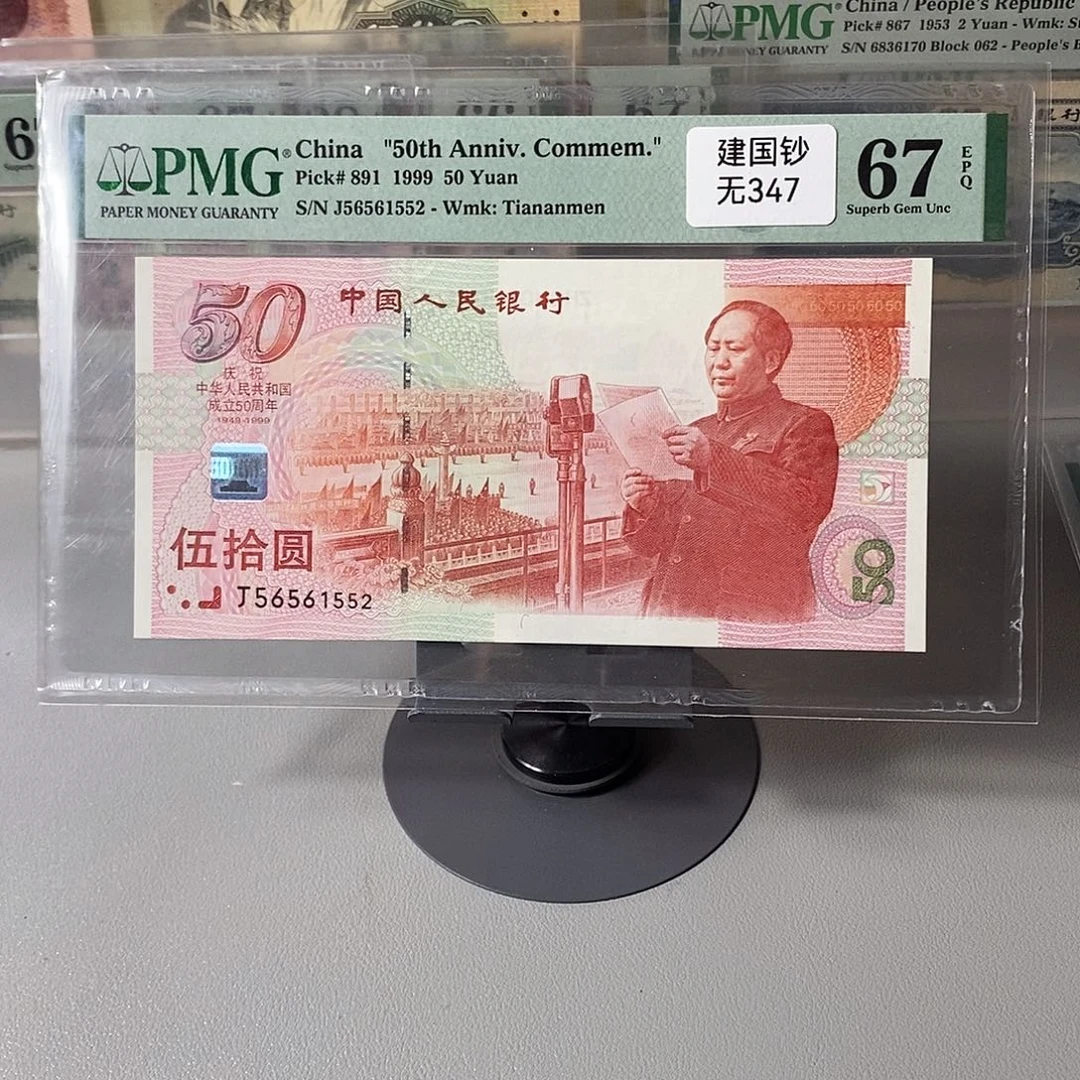 PMG
China / People's Republic
Pick# 867 1953 2 Yuan - Wmk:
S/N 6836170 Block 062 - People's
PMG®
PAPER MONEY GUARANTY
China "50th Anniv. Commem."
Pick# 891 1999 50 Yuan
S/N J56561552 - Wmk: Tiananmen
建国钞
无347
67
EPQ
Superb Gem Unc
50
中国人民银行
庆祝
中华人民共和国
成立50周年
1949-1999
伍拾圆
J56561552
50